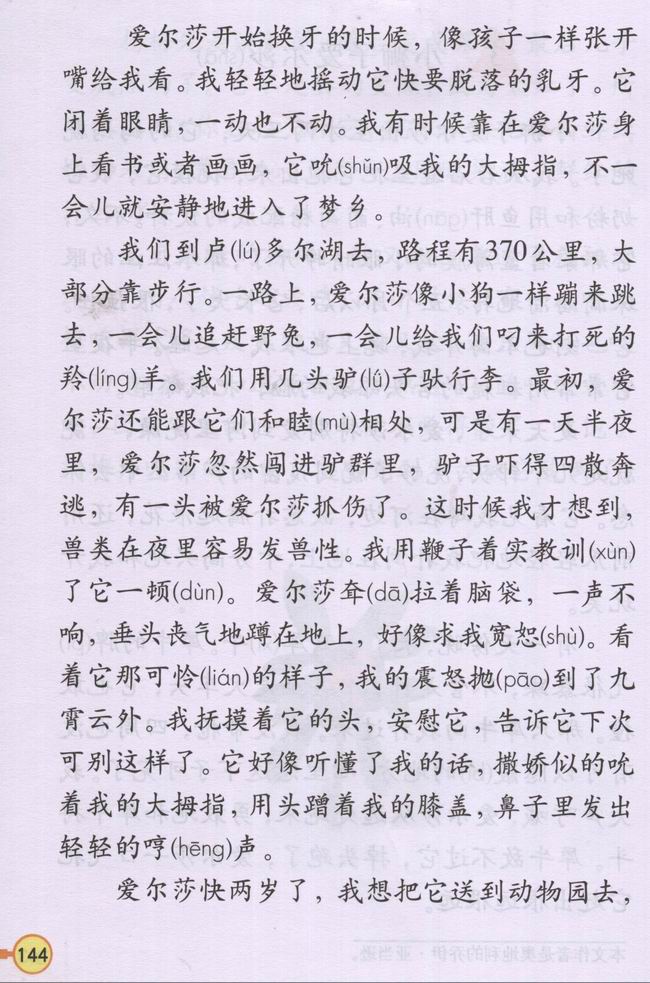 爱尔莎开始换牙的时候，像孩子一样张开
嘴给我看。我轻轻地摇动它快要脱落的乳牙。它
闭着眼睛，一动也不动。我有时候靠在爱尔莎身
上看书或者画画，它吮(shǔn)吸我的大拇指，不一
会儿就安静地进入了梦乡。
我们到卢(lú)多尔湖去，路程有370公里，大
部分靠步行。一路上，爱尔莎像小狗一样蹦来跳
去，一会儿追赶野兔，一会儿给我们叼来打死的
羚(líng)羊。我们用几头驴(lǘ)子驮行李。最初，爱
尔莎还能跟它们和睦(mù)相处，可是有一天半夜
里，爱尔莎忽然闯进驴群里，驴子吓得四散奔
逃，有一头被爱尔莎抓伤了。这时候我才想到，
兽类在夜里容易发兽性。我用鞭子着实教训(xùn)
了它一顿(dùn)。爱尔莎耷(dā)拉着脑袋，一声不
响，垂头丧气地蹲在地上，好像求我宽恕(shù)。看
着它那可怜(lián)的样子，我的震怒抛(pāo)到了九
霄云外。我抚摸着它的头，安慰它，告诉它下次
可别这样了。它好像听懂了我的话，撒娇似的吮
着我的大拇指，用头蹭着我的膝盖，鼻子里发出
轻轻的哼(hēng)声。
爱尔莎快两岁了，我想把它送到动物园去，
144